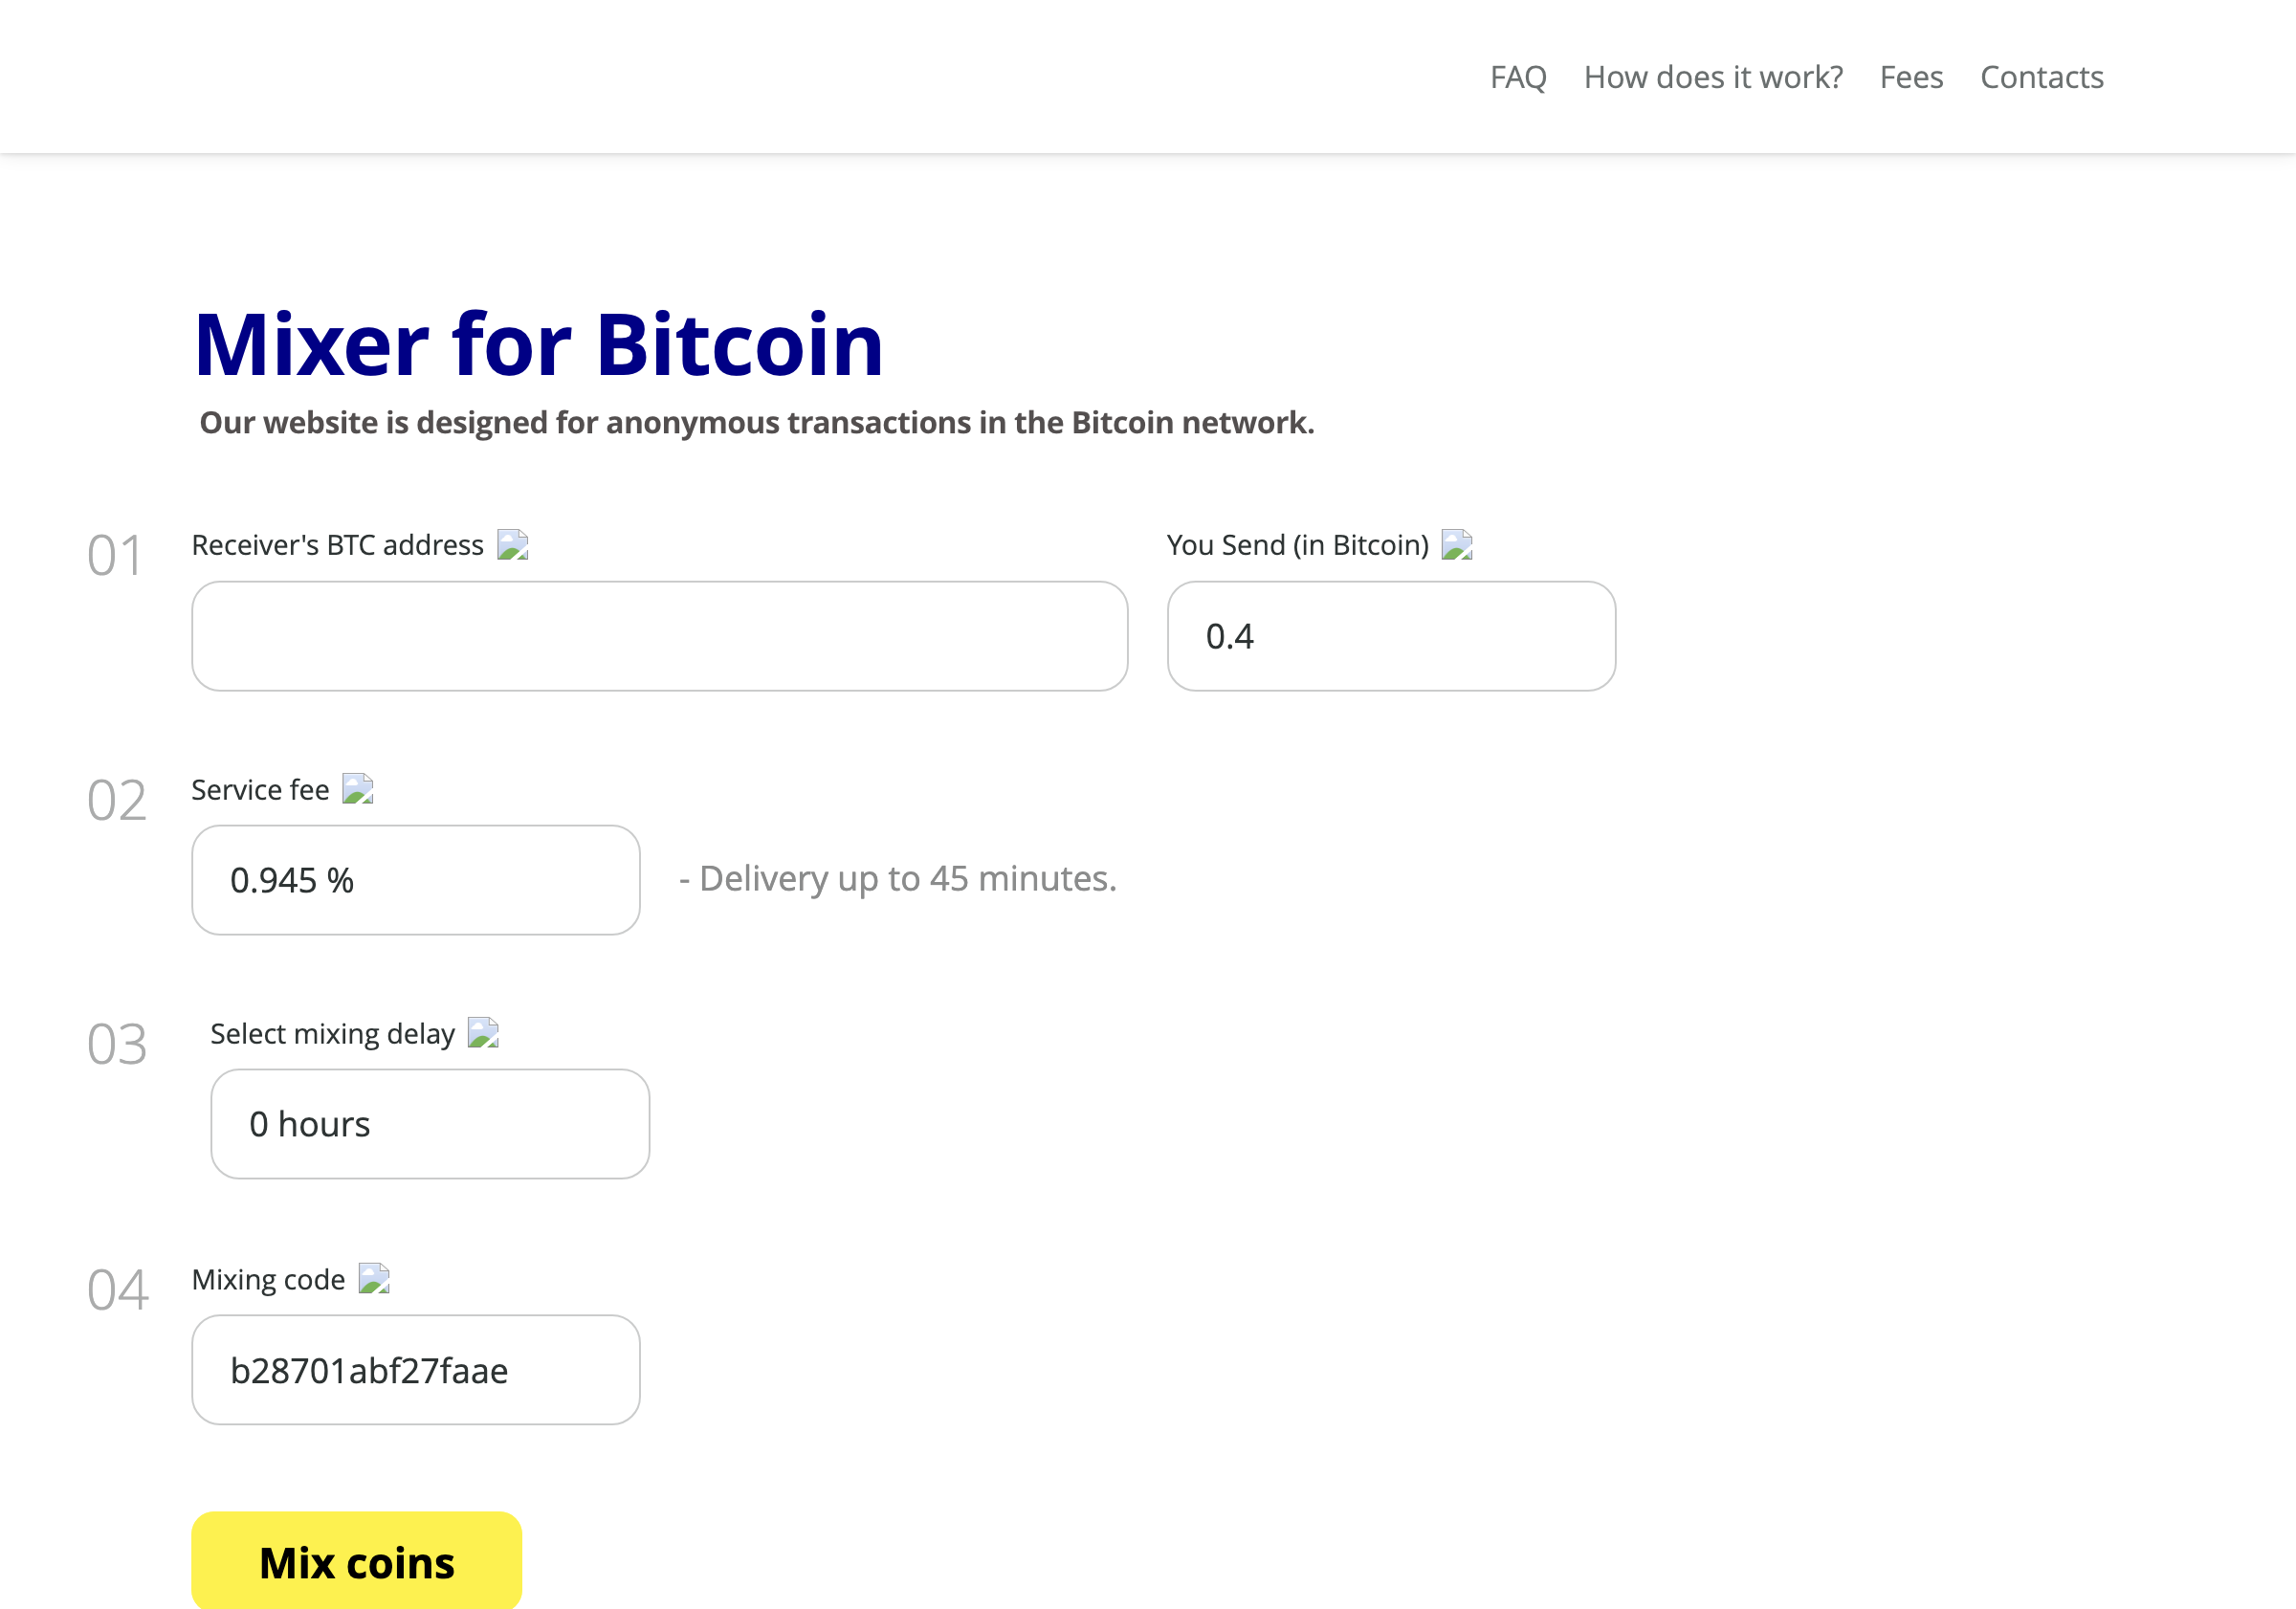 FAQ How does it work? Fees Contacts
Mixer for Bitcoin
Our website is designed for anonymous transactions in the Bitcoin network.
01 Receiver's BTC address You Send (in Bitcoin)
0.4
02 Service fee
0.945 % - Delivery up to 45 minutes.
03 Select mixing delay
0 hours
04 Mixing code
b28701abf27faae
Mix coins